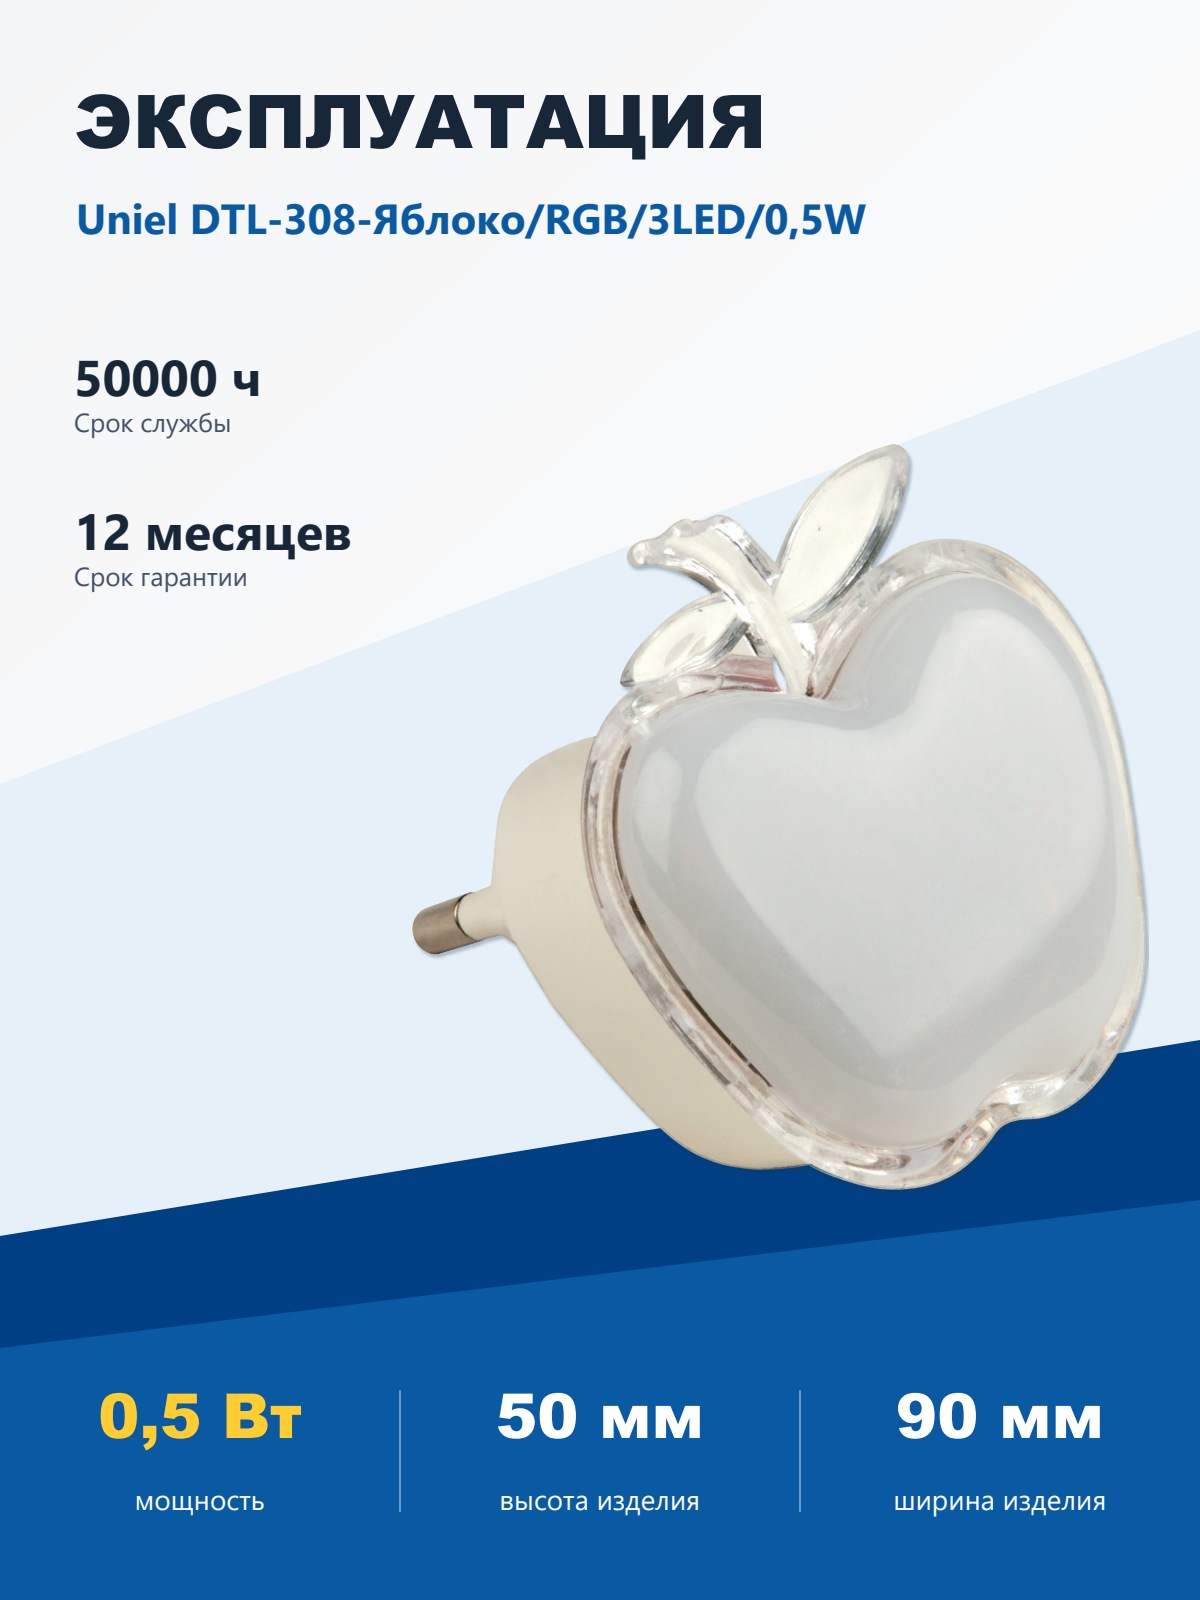 ЭКСПЛУАТАЦИЯ
Uniel DTL-308-Яблоко/RGB/3LED/0,5W
50000 ч
Срок службы
12 месяцев
Срок гарантии
0,5 Вт
мощность
50 мм
высота изделия
90 мм
ширина изделия